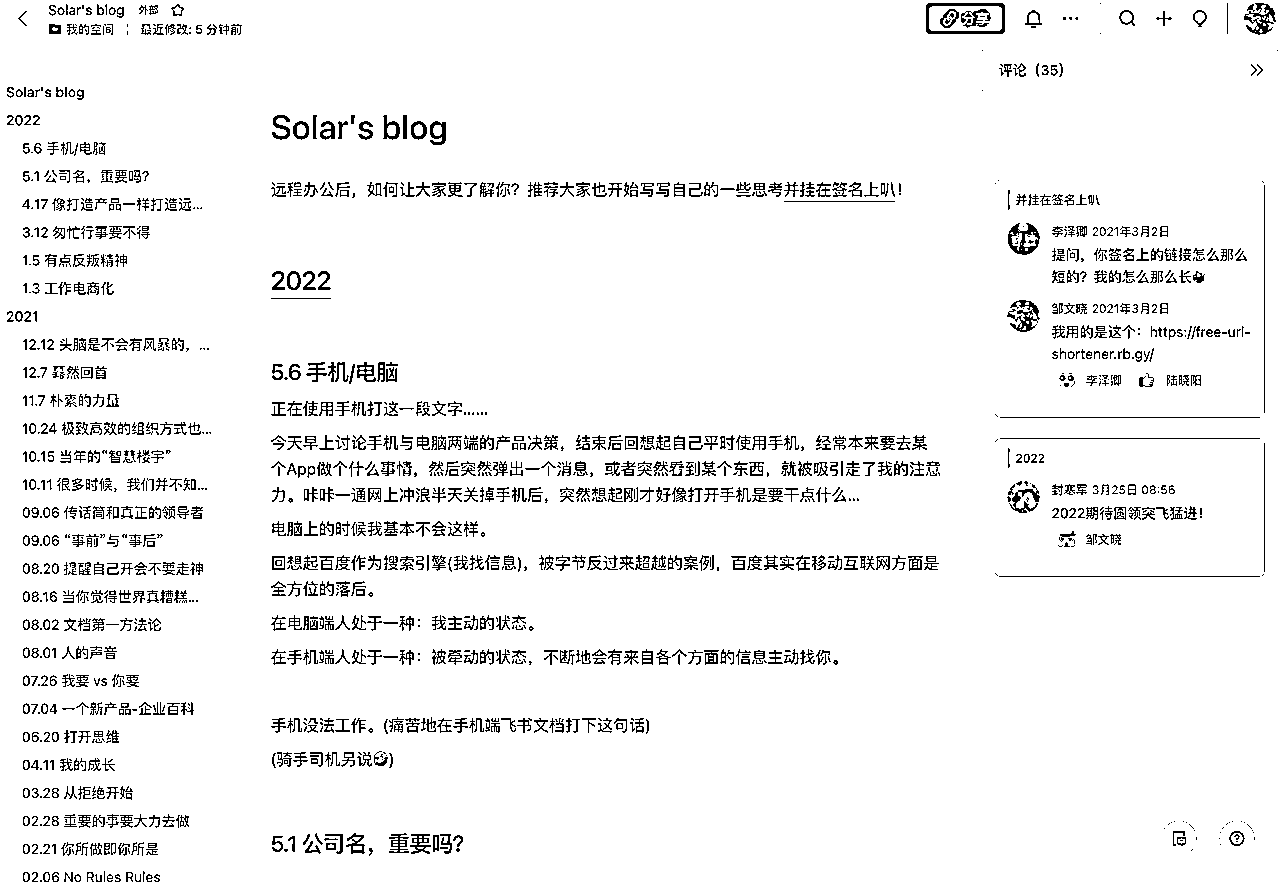 Solar's blog 外部
我的空间 | 最近修改: 5 分钟前
分享
评论（35）
Solar's blog
2022
5.6 手机/电脑
5.1 公司名，重要吗？
4.17 像打造产品一样打造远...
3.12 匆忙行事要不得
1.5 有点反叛精神
1.3 工作电商化
2021
12.12 头脑是不会有风暴的，...
12.7 蓦然回首
11.7 朴素的力量
10.24 极致高效的组织方式也...
10.15 当年的“智慧楼宇”
10.11 很多时候，我们并不知...
09.06 传话筒和真正的领导者
09.06 “事前”与“事后”
08.20 提醒自己开会不要走神
08.16 当你觉得世界真糟糕...
08.02 文档第一方法论
08.01 人的声音
07.26 我要 vs 你要
07.04 一个新产品-企业百科
06.20 打开思维
04.11 我的成长
03.28 从拒绝开始
02.28 重要的事要大力去做
02.21 你所做即你所是
02.06 No Rules Rules
Solar's blog
远程办公后，如何让大家更了解你？推荐大家也开始写写自己的一些思考并挂在签名上叭！
2022
5.6 手机/电脑
正在使用手机打这一段文字……
今天早上讨论手机与电脑两端的产品决策，结束后回想起自己平时使用手机，经常本来要去某
个App做个什么事情，然后突然弹出一个消息，或者突然看到某个东西，就被吸引走了我的注意
力。咔咔一通网上冲浪半天关掉手机后，突然想起刚才好像打开手机是要干点什么...
电脑上的时候我基本不会这样。
回想起百度作为搜索引擎(我找信息)，被字节反过来超越的案例，百度其实在移动互联网方面是
全方位的落后。
在电脑端人处于一种：我主动的状态。
在手机端人处于一种：被牵动的状态，不断地会有来自各个方面的信息主动找你。
手机没法工作。(痛苦地在手机端飞书文档打下这句话)
(骑手司机另说)
5.1 公司名，重要吗？
并挂在签名上叭
李泽卿 2021年3月2日
提问，你签名上的链接怎么那么
短的？我的怎么那么长
邹文晓 2021年3月2日
我用的是这个：https://free-url-
shortener.rb.gy/
李泽卿 陆晓阳
2022
封寒军 3月25日 08:56
2022期待圆领突飞猛进！
邹文晓